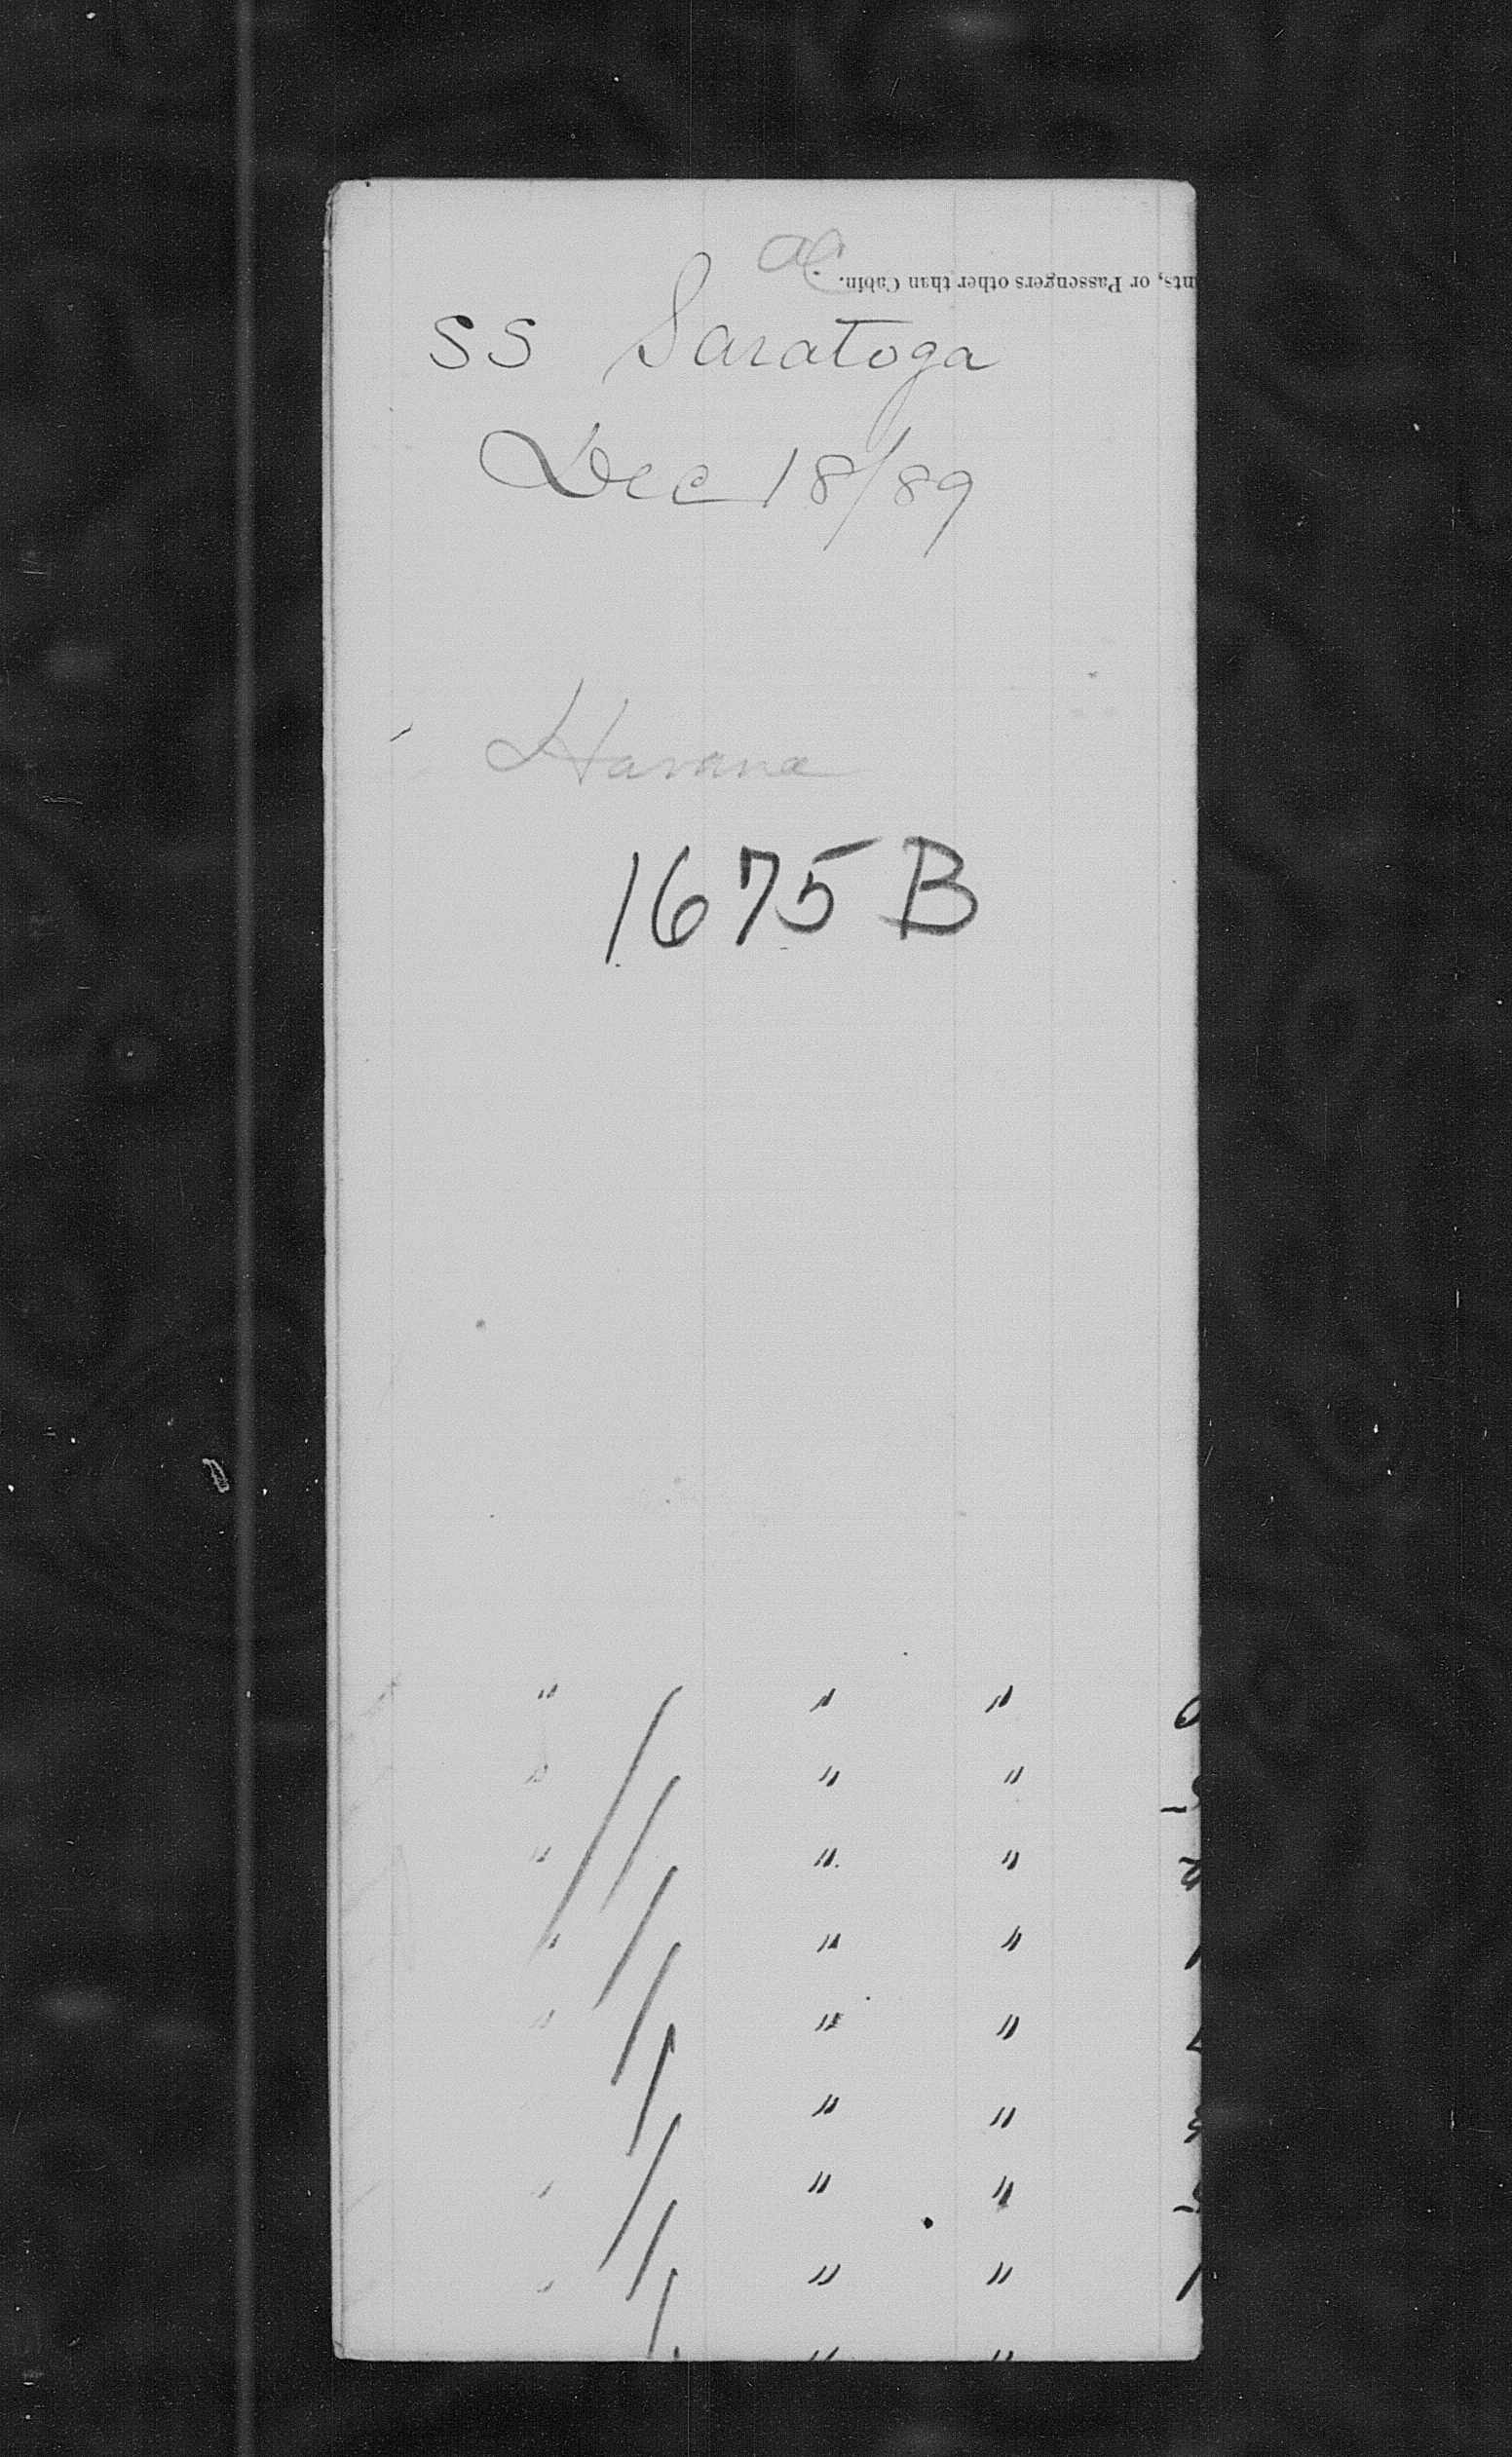 nts, or Passengers other than Cabin.
SS Saratoga
Dec 18/89
Havana
1675 B
" " "
" " "
" " "
" " "
" " "
" "
" " "
" " "
" "